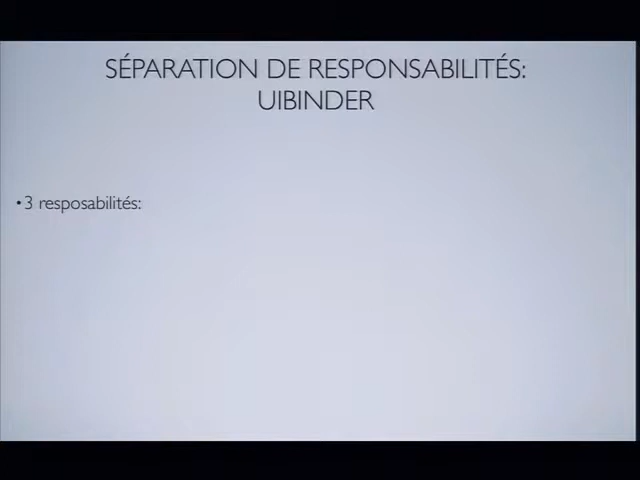 SÉPARATION DE RESPONSABILITÉS:
UIBINDER
• 3 resposabilités: